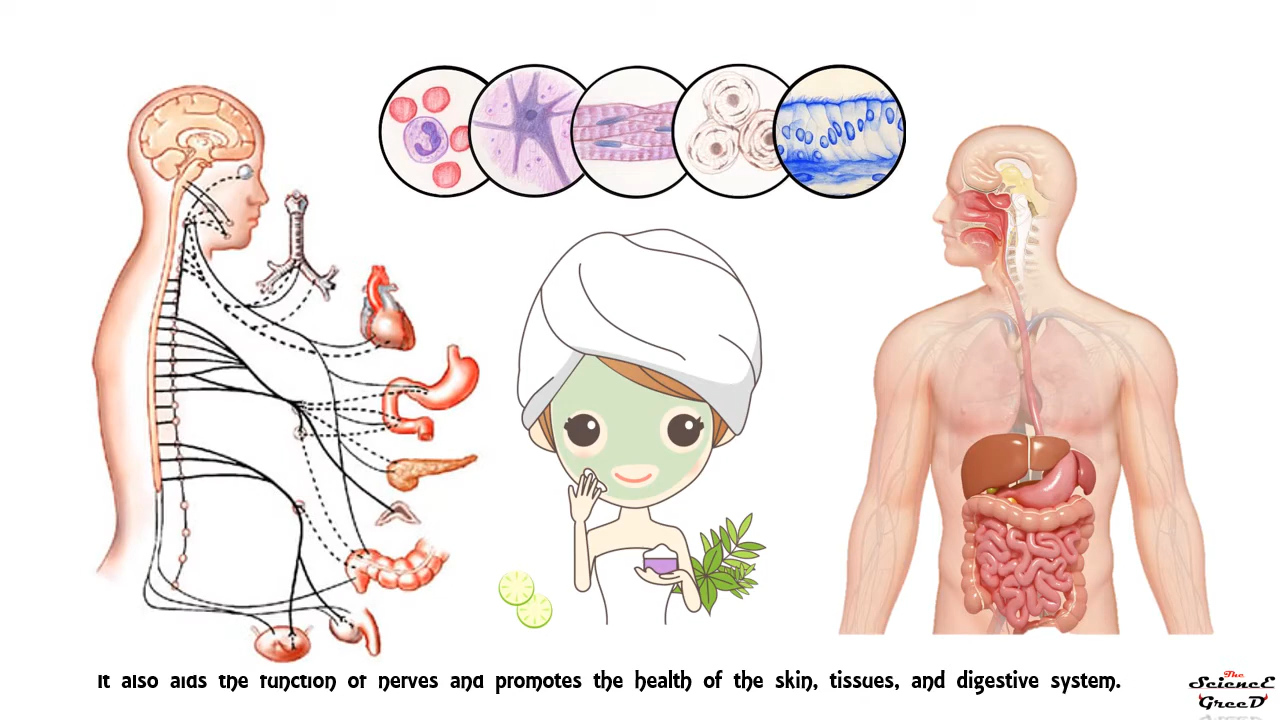 It also aids the function of nerves and promotes the health of the skin, tissues, and digestive system.
The
SciencE
GreeD